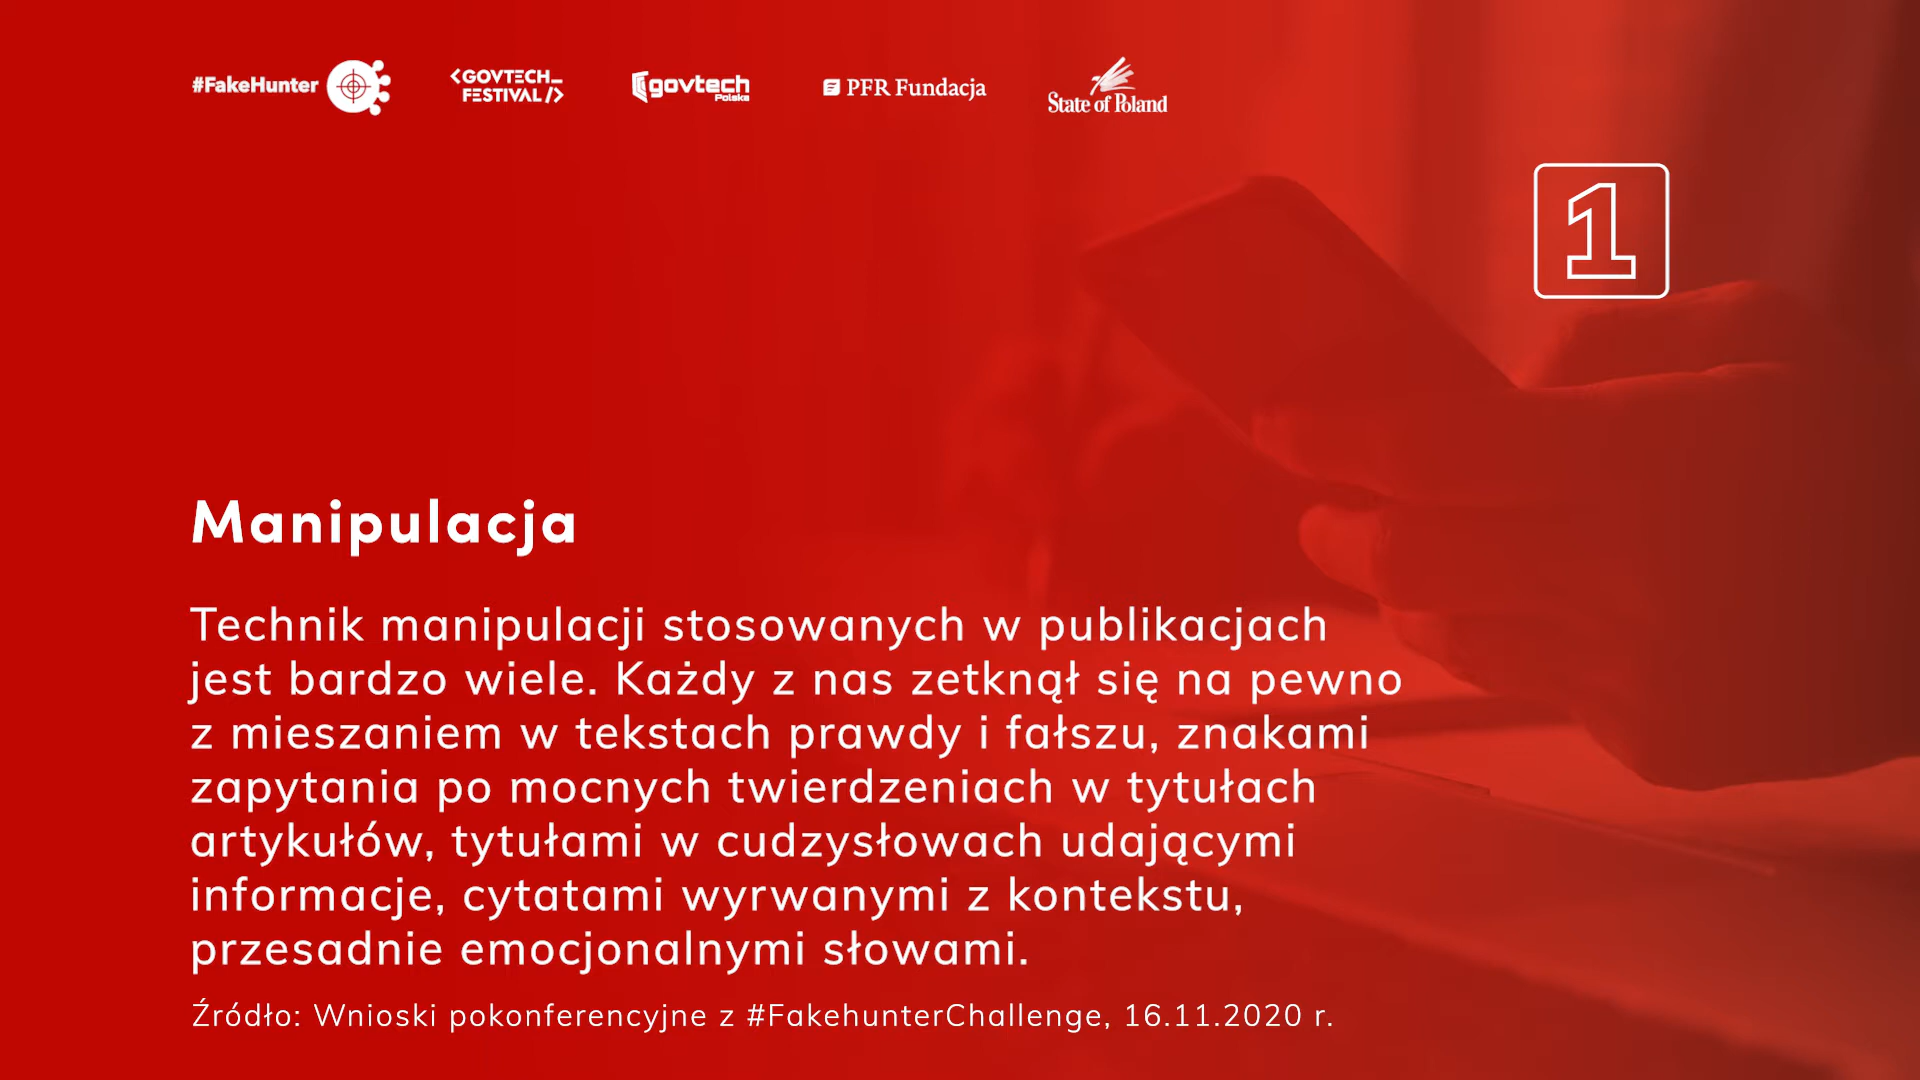 #FakeHunter
<GOVTECH_
FESTIVAL/>
govtech
Polska
PFR Fundacja
State of Poland
1
Manipulacja
Technik manipulacji stosowanych w publikacjach
jest bardzo wiele. Każdy z nas zetknął się na pewno
z mieszaniem w tekstach prawdy i fałszu, znakami
zapytania po mocnych twierdzeniach w tytułach
artykułów, tytułami w cudzysłowach udającymi
informacje, cytatami wyrwanymi z kontekstu,
przesadnie emocjonalnymi słowami.
Źródło: Wnioski pokonferencyjne z #FakehunterChallenge, 16.11.2020 r.